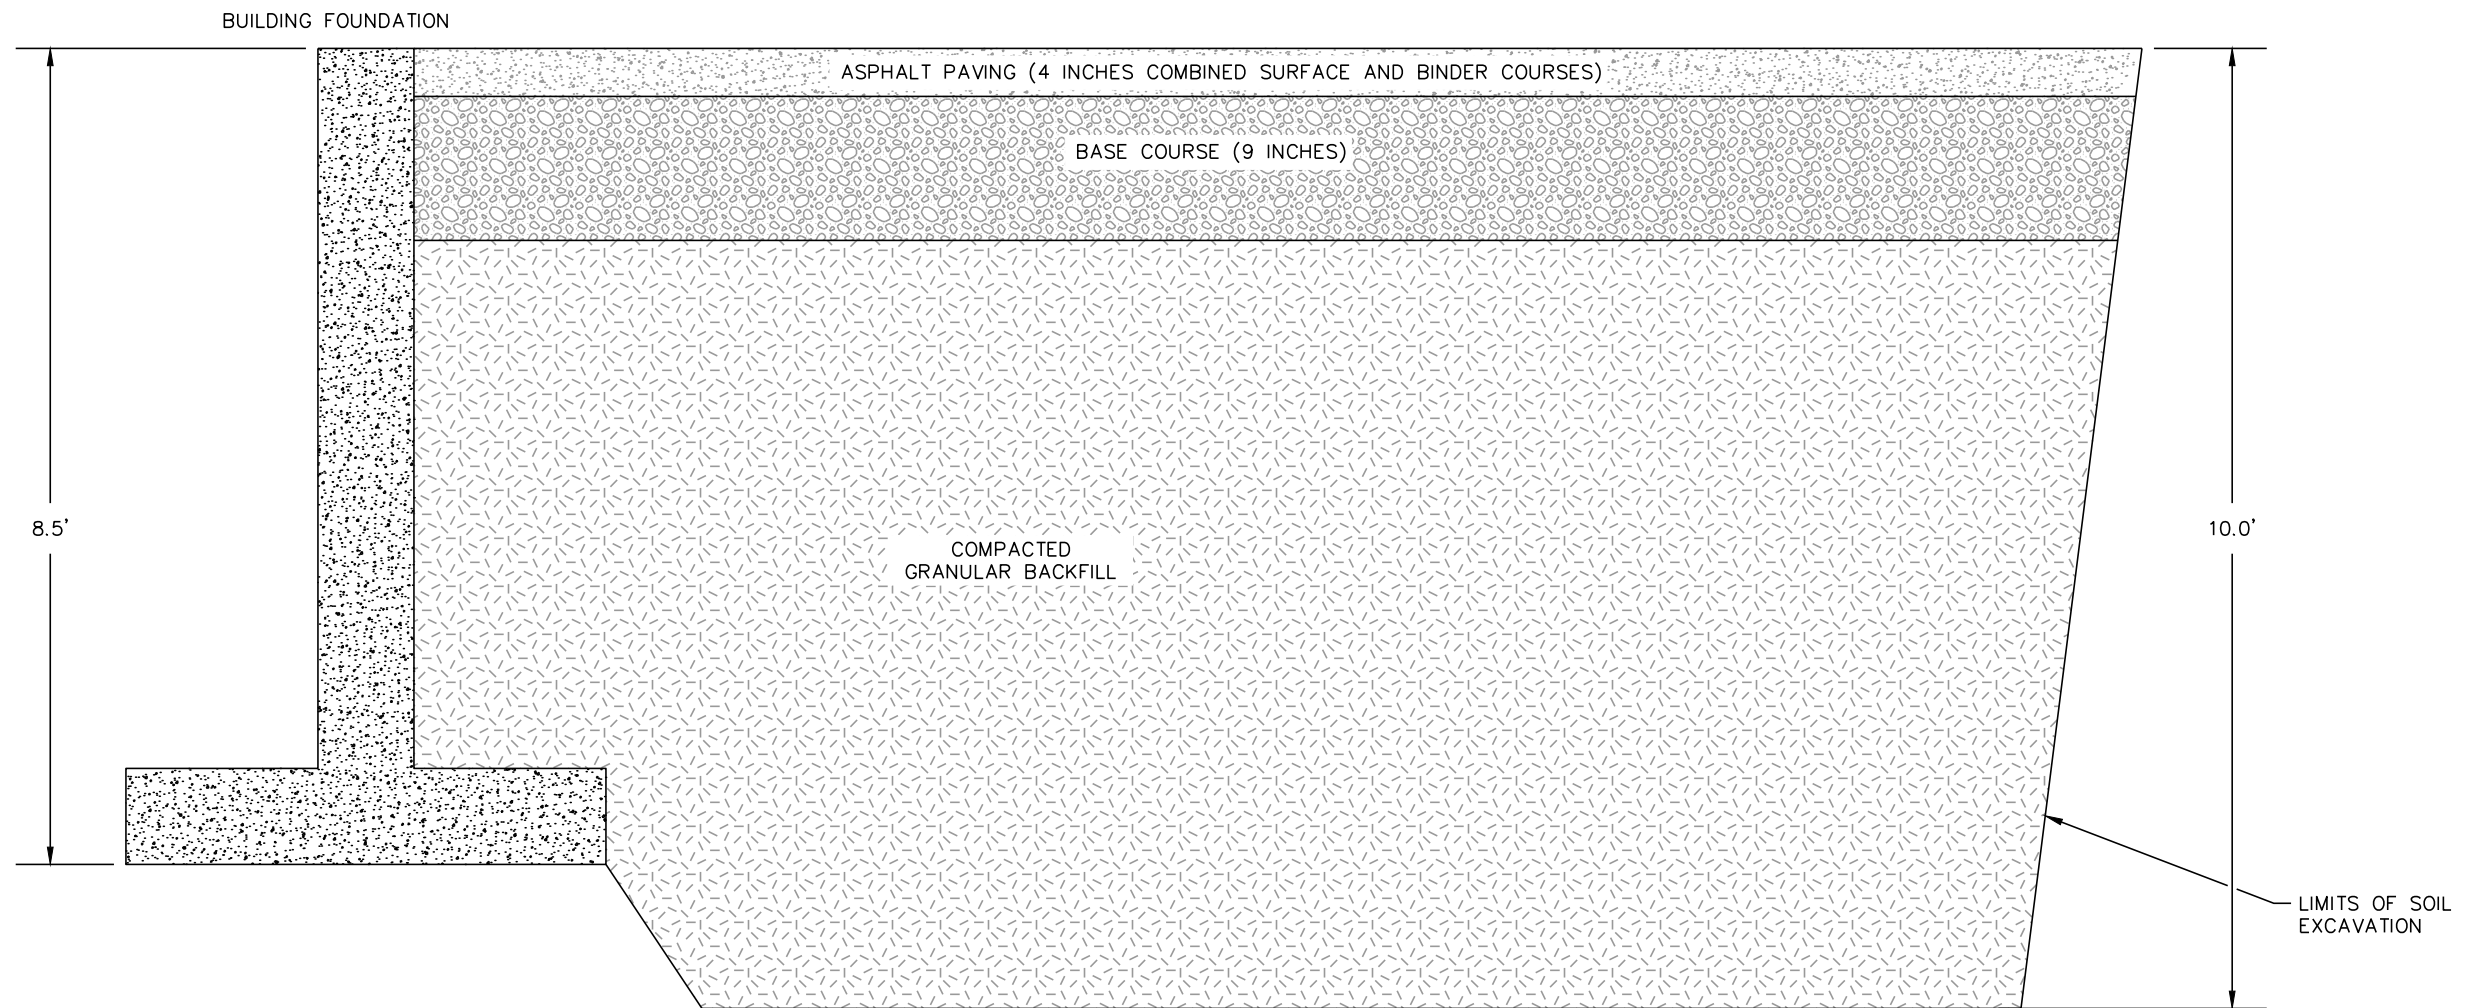 BUILDING FOUNDATION
ASPHALT PAVING (4 INCHES COMBINED SURFACE AND BINDER COURSES)
BASE COURSE (9 INCHES)
8.5'
10.0'
COMPACTED
GRANULAR BACKFILL
LIMITS OF SOIL
EXCAVATION